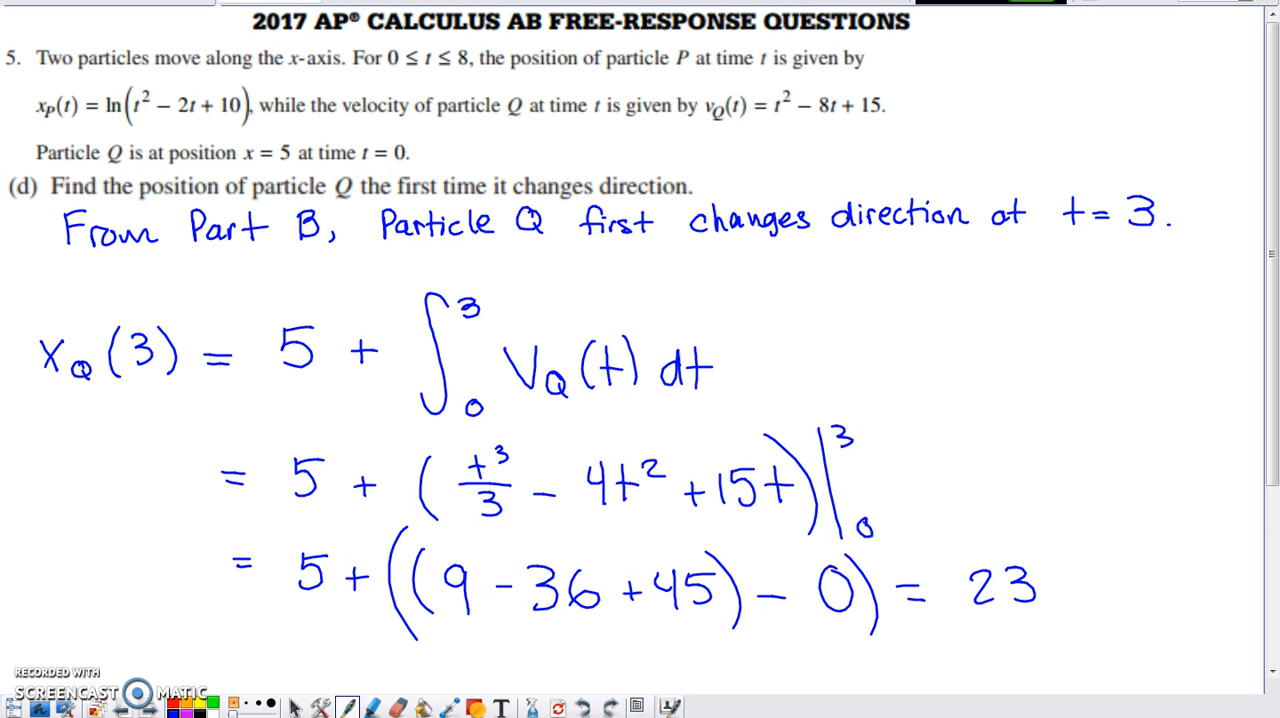 2017 AP® CALCULUS AB FREE-RESPONSE QUESTIONS
5. Two particles move along the x-axis. For 0 ≤ t ≤ 8, the position of particle P at time t is given by
x_P(t) = ln(t² − 2t + 10), while the velocity of particle Q at time t is given by v_Q(t) = t² − 8t + 15.
Particle Q is at position x = 5 at time t = 0.
(d) Find the position of particle Q the first time it changes direction.
From Part B, Particle Q first changes direction at t = 3.
x_Q(3) = 5 + ∫₀³ V_Q(t) dt
= 5 + (t³/3 − 4t² + 15t)|₀³
= 5 + ((9 − 36 + 45) − 0) = 23
RECORDED WITH
SCREENCAST MATIC